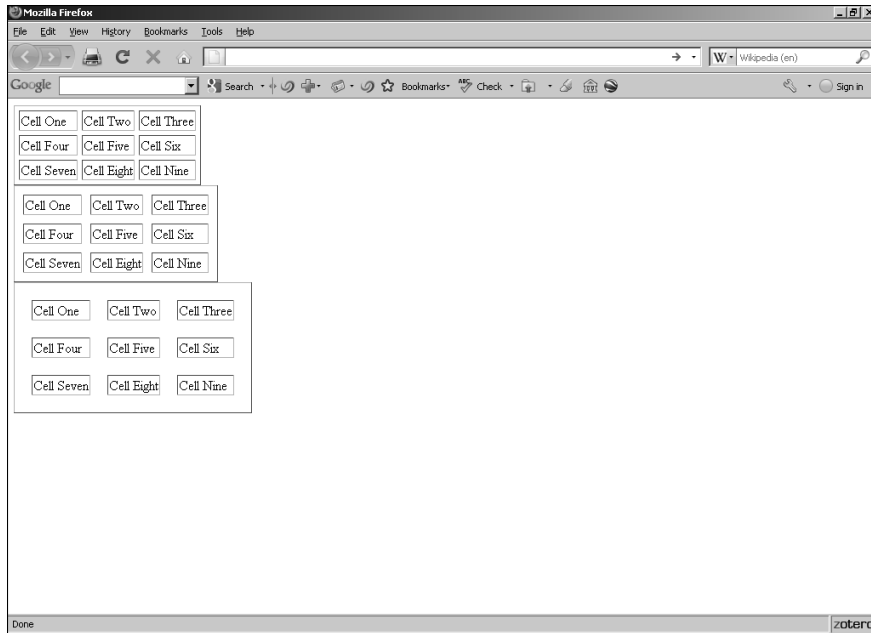 Mozilla Firefox
File Edit View History Bookmarks Tools Help
W Wikipedia (en)
Google Search ABC Bookmarks Check Sign in
Cell One Cell Two Cell Three
Cell Four Cell Five Cell Six
Cell Seven Cell Eight Cell Nine
Cell One Cell Two Cell Three
Cell Four Cell Five Cell Six
Cell Seven Cell Eight Cell Nine
Cell One Cell Two Cell Three
Cell Four Cell Five Cell Six
Cell Seven Cell Eight Cell Nine
Done zotero